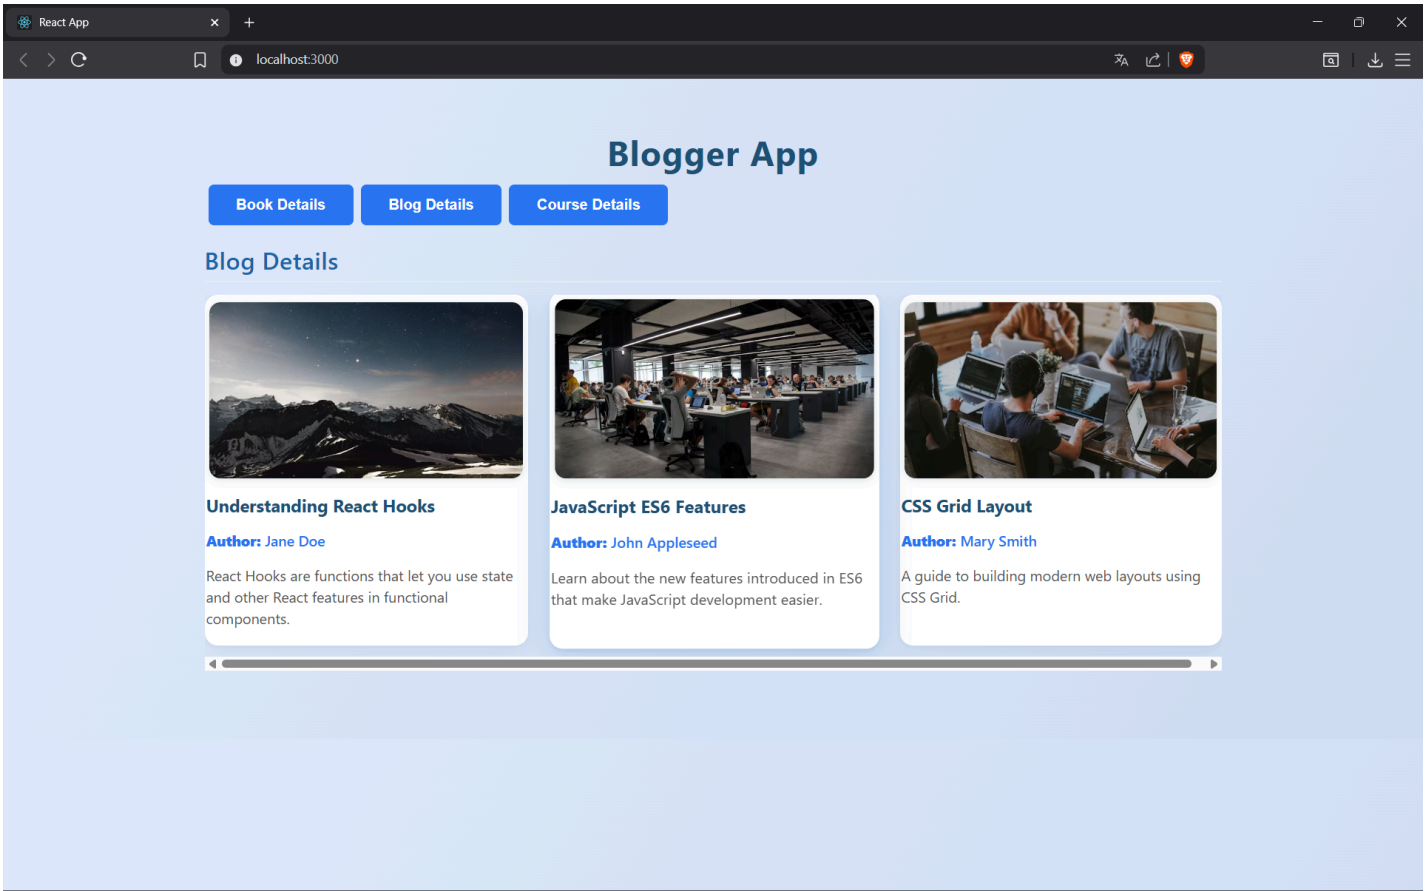 React App
localhost:3000
Blogger App
Book Details Blog Details Course Details
Blog Details
Understanding React Hooks
Author: Jane Doe
React Hooks are functions that let you use state
and other React features in functional
components.
JavaScript ES6 Features
Author: John Appleseed
Learn about the new features introduced in ES6
that make JavaScript development easier.
CSS Grid Layout
Author: Mary Smith
A guide to building modern web layouts using
CSS Grid.